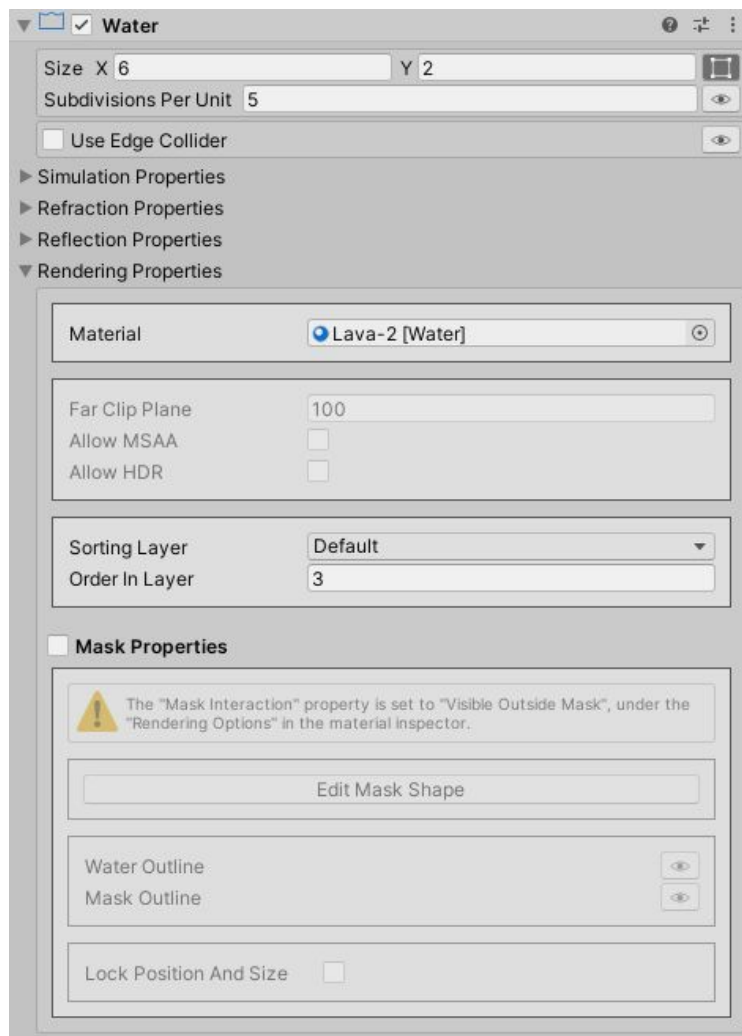 Water
Size X 6 Y 2
Subdivisions Per Unit 5
Use Edge Collider
Simulation Properties
Refraction Properties
Reflection Properties
Rendering Properties
Material Lava-2 [Water]
Far Clip Plane 100
Allow MSAA
Allow HDR
Sorting Layer Default
Order In Layer 3
Mask Properties
The "Mask Interaction" property is set to "Visible Outside Mask", under the
"Rendering Options" in the material inspector.
Edit Mask Shape
Water Outline
Mask Outline
Lock Position And Size